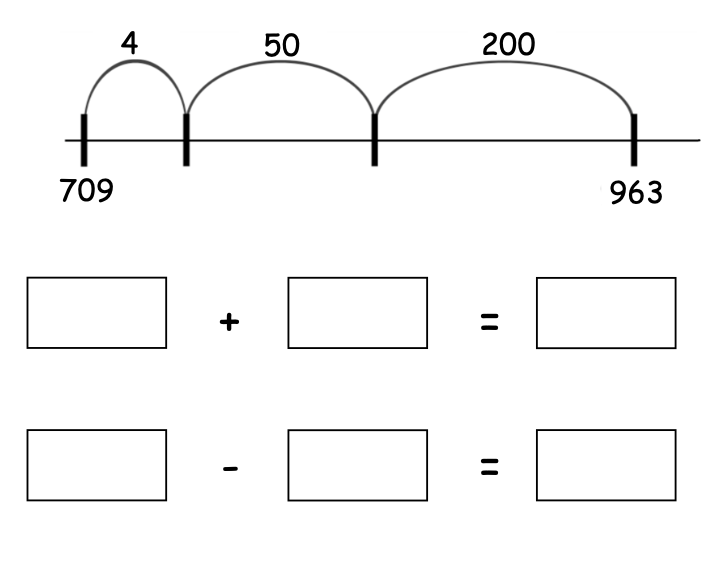 4 50 200
709 963
+ =
- =